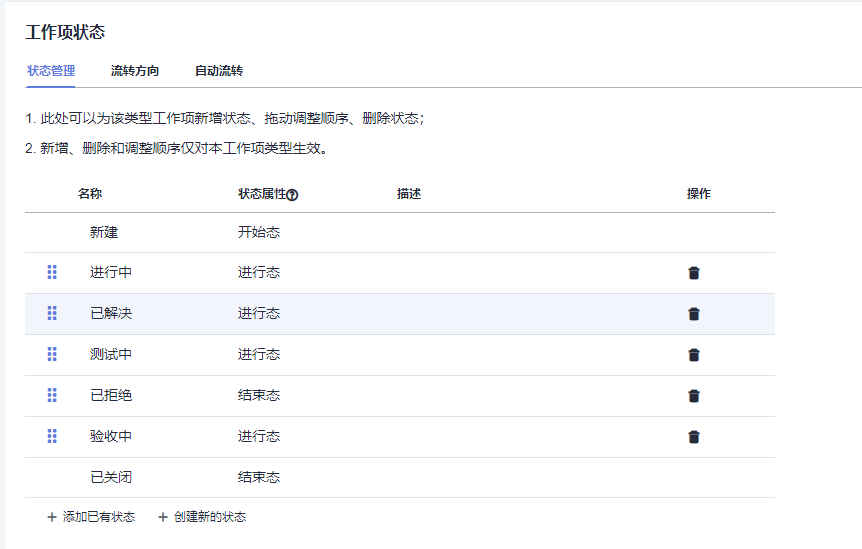 工作项状态
状态管理 流转方向 自动流转
1. 此处可以为该类型工作项新增状态、拖动调整顺序、删除状态；
2. 新增、删除和调整顺序仅对本工作项类型生效。
名称 状态属性? 描述 操作
新建 开始态
进行中 进行态
已解决 进行态
测试中 进行态
已拒绝 结束态
验收中 进行态
已关闭 结束态
+ 添加已有状态 + 创建新的状态